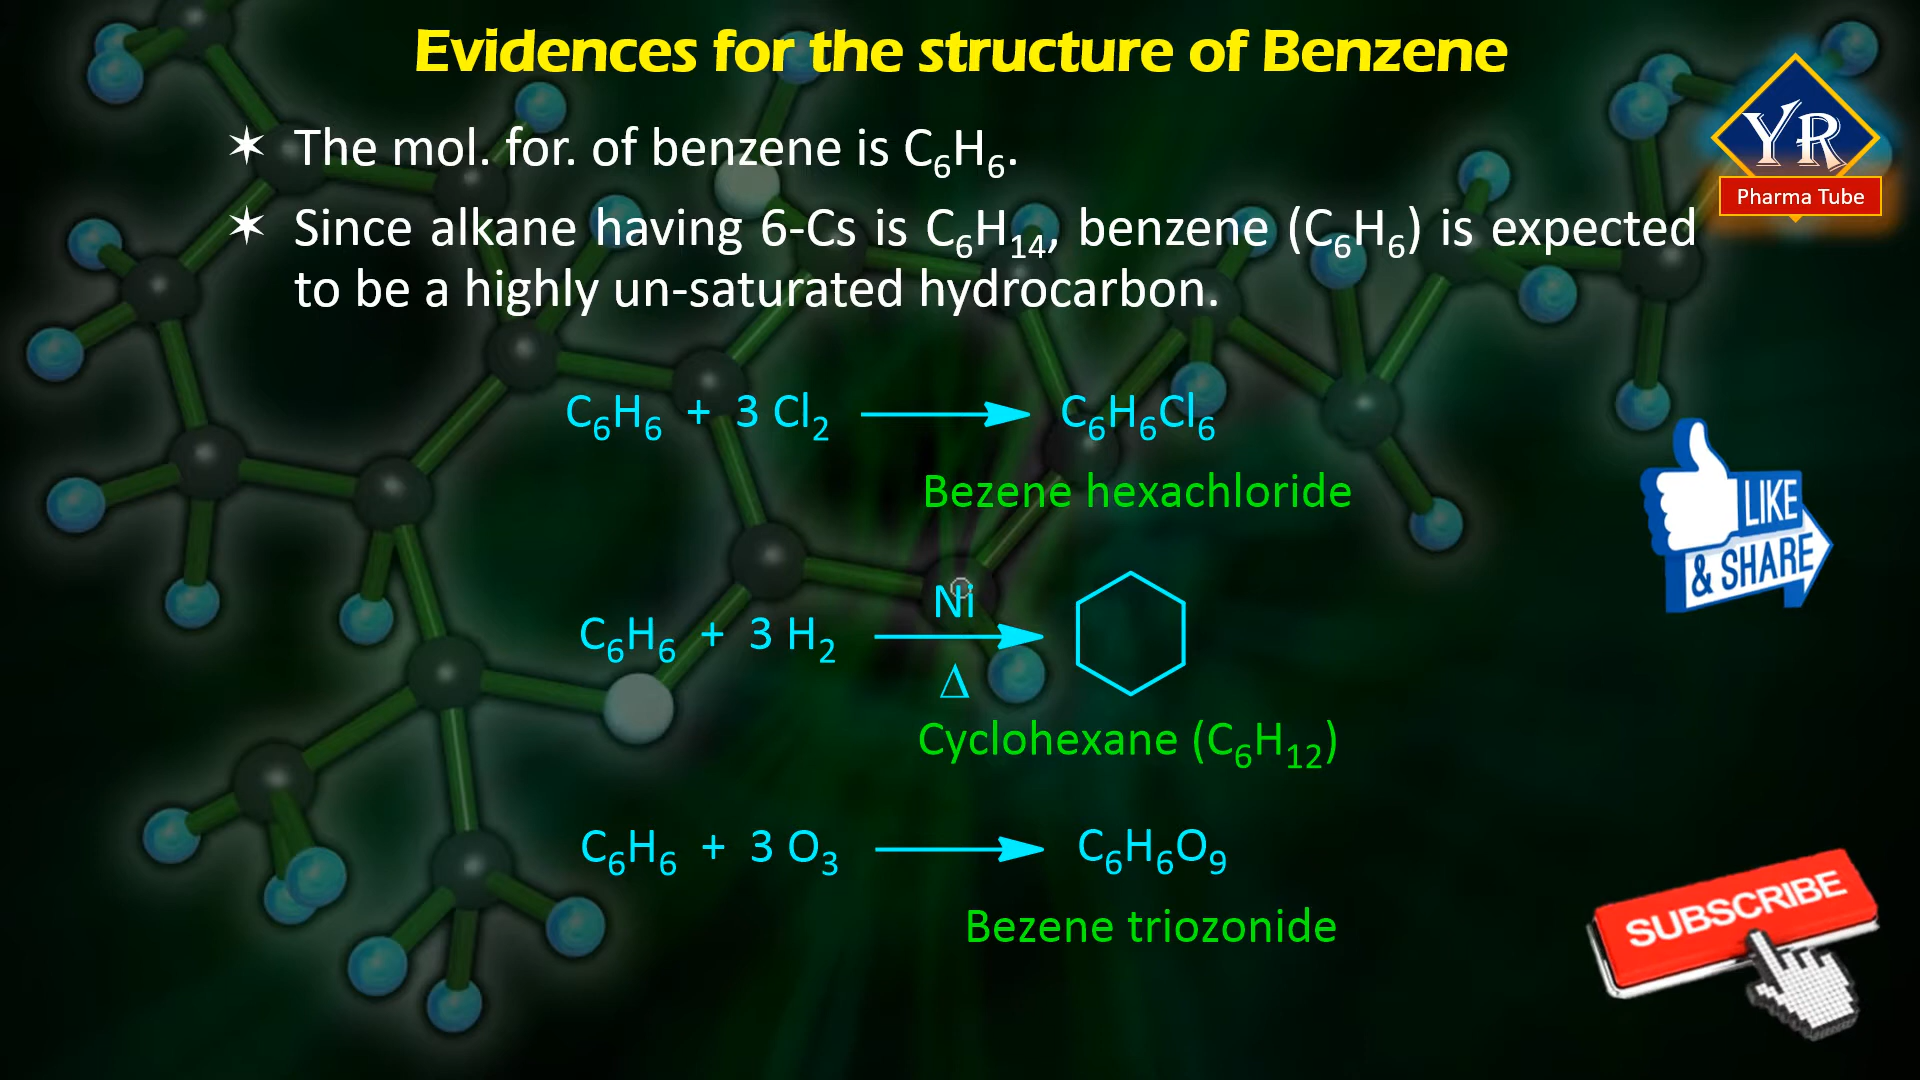 Evidences for the structure of Benzene
YR
Pharma Tube
✶ The mol. for. of benzene is C₆H₆.
✶ Since alkane having 6-Cs is C₆H₁₄, benzene (C₆H₆) is expected
to be a highly un-saturated hydrocarbon.
C₆H₆ + 3 Cl₂ ⟶ C₆H₆Cl₆
Bezene hexachloride
LIKE
& SHARE
Ni
C₆H₆ + 3 H₂ ⟶
Δ
Cyclohexane (C₆H₁₂)
C₆H₆ + 3 O₃ ⟶ C₆H₆O₉
Bezene triozonide
SUBSCRIBE